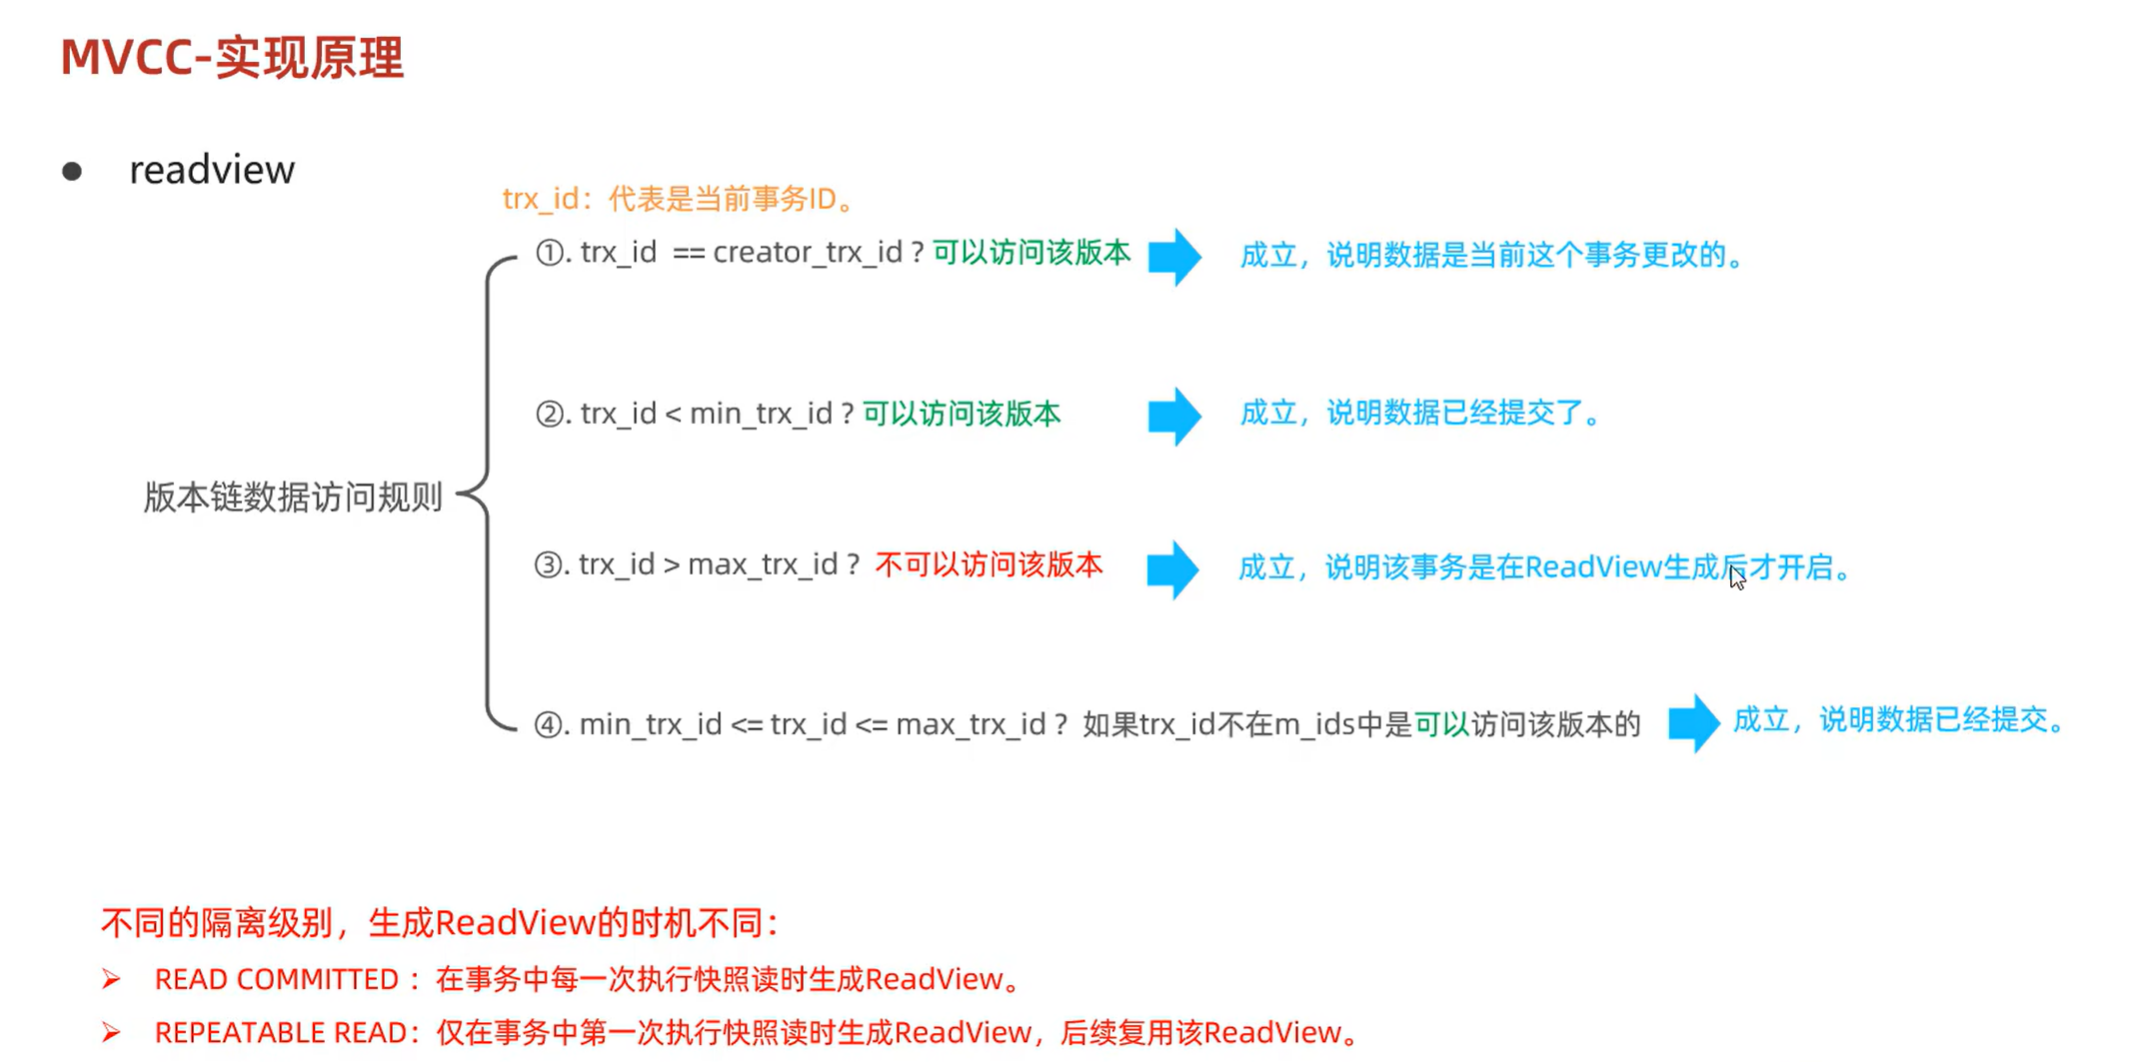 MVCC-实现原理
● readview
trx_id：代表是当前事务ID。
①. trx_id == creator_trx_id ? 可以访问该版本 成立，说明数据是当前这个事务更改的。
②. trx_id < min_trx_id ? 可以访问该版本 成立，说明数据已经提交了。
版本链数据访问规则
③. trx_id > max_trx_id ? 不可以访问该版本 成立，说明该事务是在ReadView生成后才开启。
④. min_trx_id <= trx_id <= max_trx_id ? 如果trx_id不在m_ids中是可以访问该版本的 成立，说明数据已经提交。
不同的隔离级别，生成ReadView的时机不同：
➢ READ COMMITTED ：在事务中每一次执行快照读时生成ReadView。
➢ REPEATABLE READ：仅在事务中第一次执行快照读时生成ReadView，后续复用该ReadView。